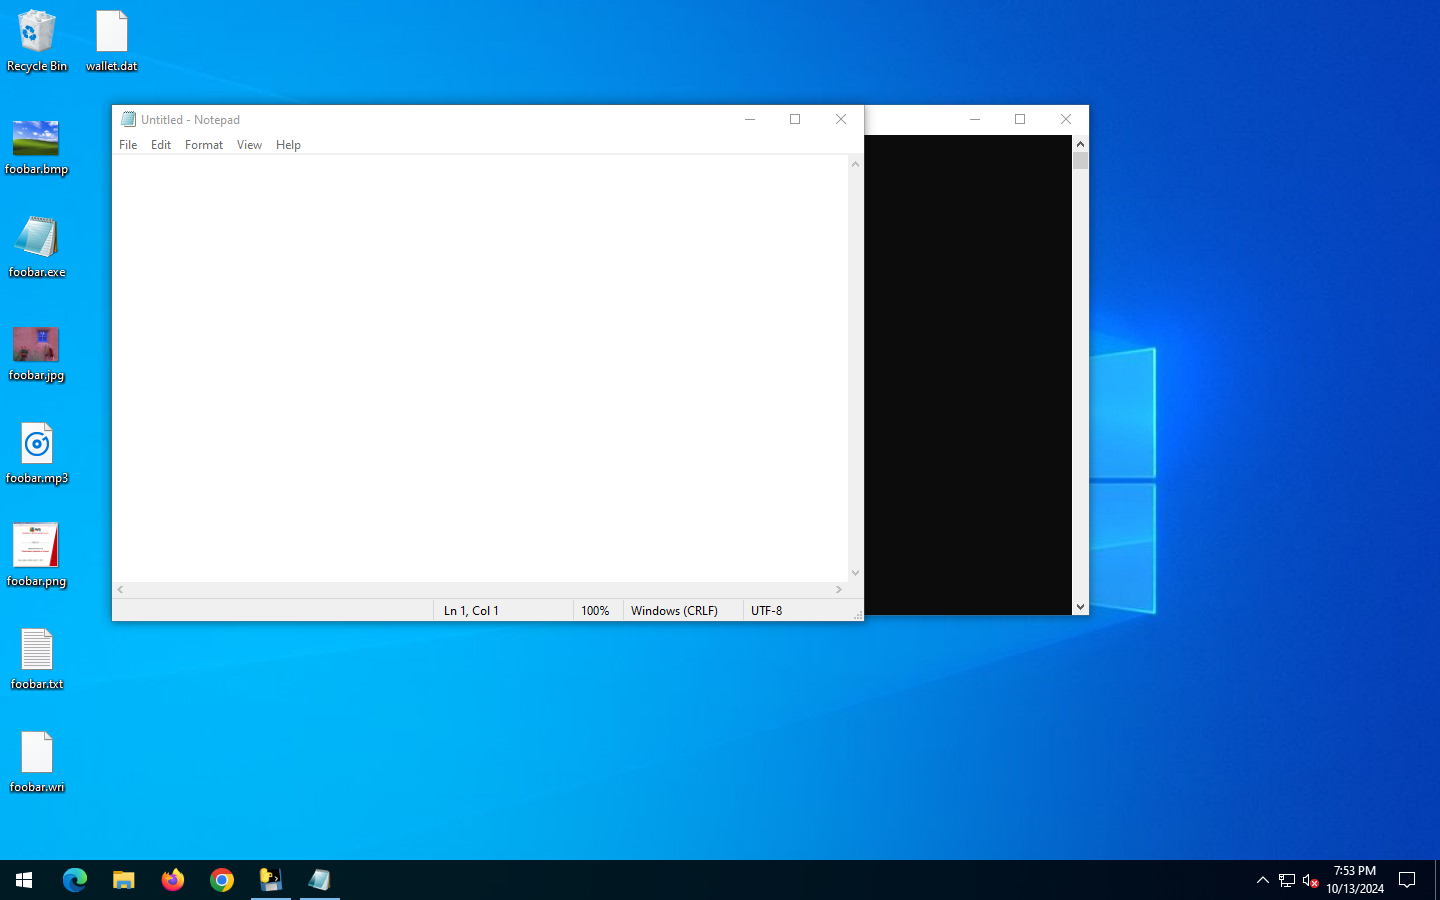 Recycle Bin
wallet.dat
foobar.bmp
foobar.exe
foobar.jpg
foobar.mp3
foobar.png
foobar.txt
foobar.wri
Untitled - Notepad
File Edit Format View Help
Ln 1, Col 1 100% Windows (CRLF) UTF-8
7:53 PM
10/13/2024